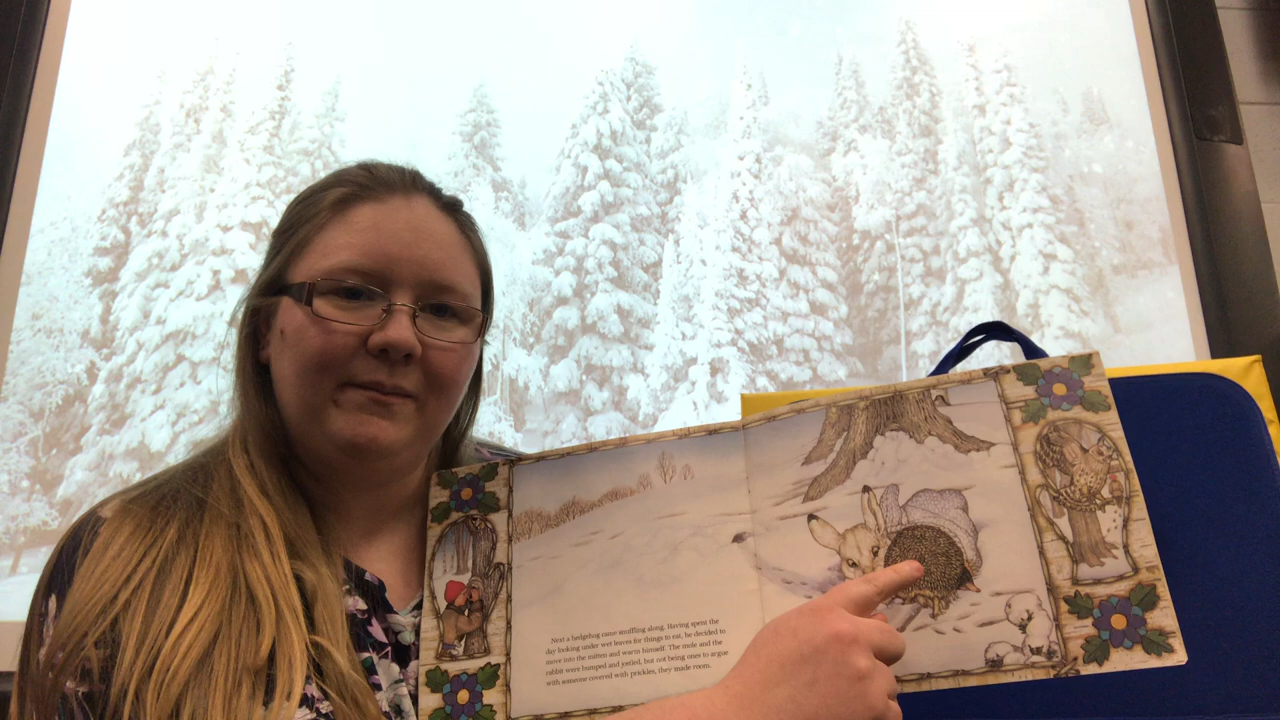 Next a hedgehog came snuffling along. Having spent the
day looking under wet leaves for things to eat, he decided to
move into the mitten and warm himself. The mole and the
rabbit were bumped and jostled, but not being ones to argue
with someone covered with prickles, they made room.